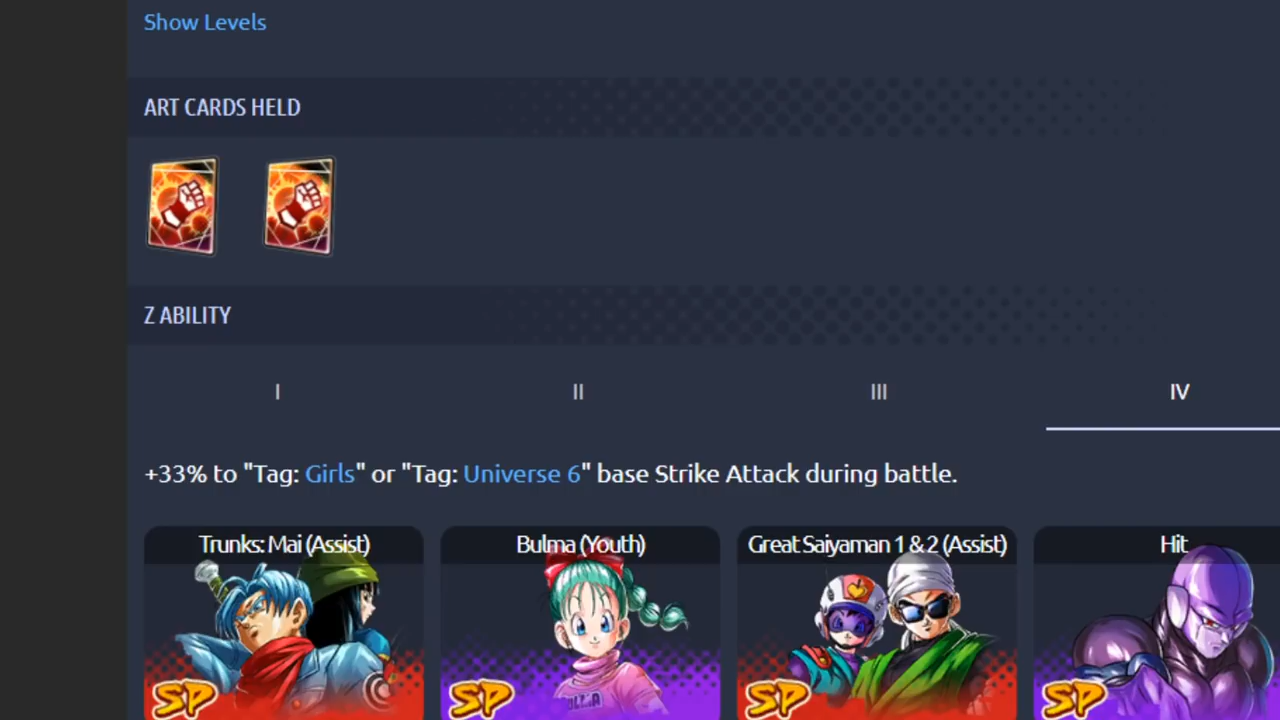 Show Levels
ART CARDS HELD
Z ABILITY
I II III IV
+33% to "Tag: Girls" or "Tag: Universe 6" base Strike Attack during battle.
Trunks: Mai (Assist) Bulma (Youth) Great Saiyaman 1 & 2 (Assist) Hit
SP SP SP SP